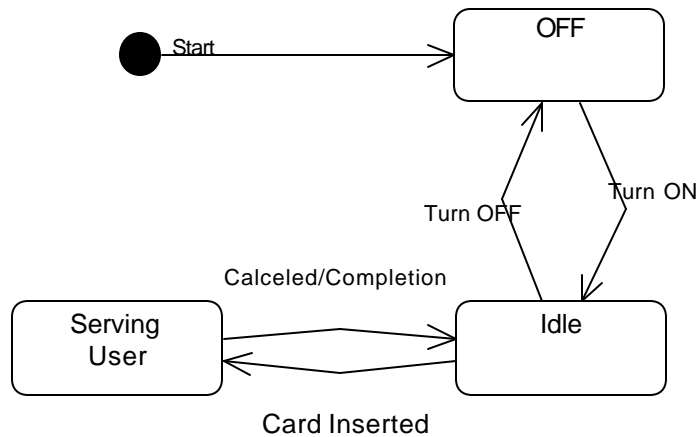 Start
OFF
Turn OFF
Turn ON
Calceled/Completion
Serving
User
Idle
Card Inserted